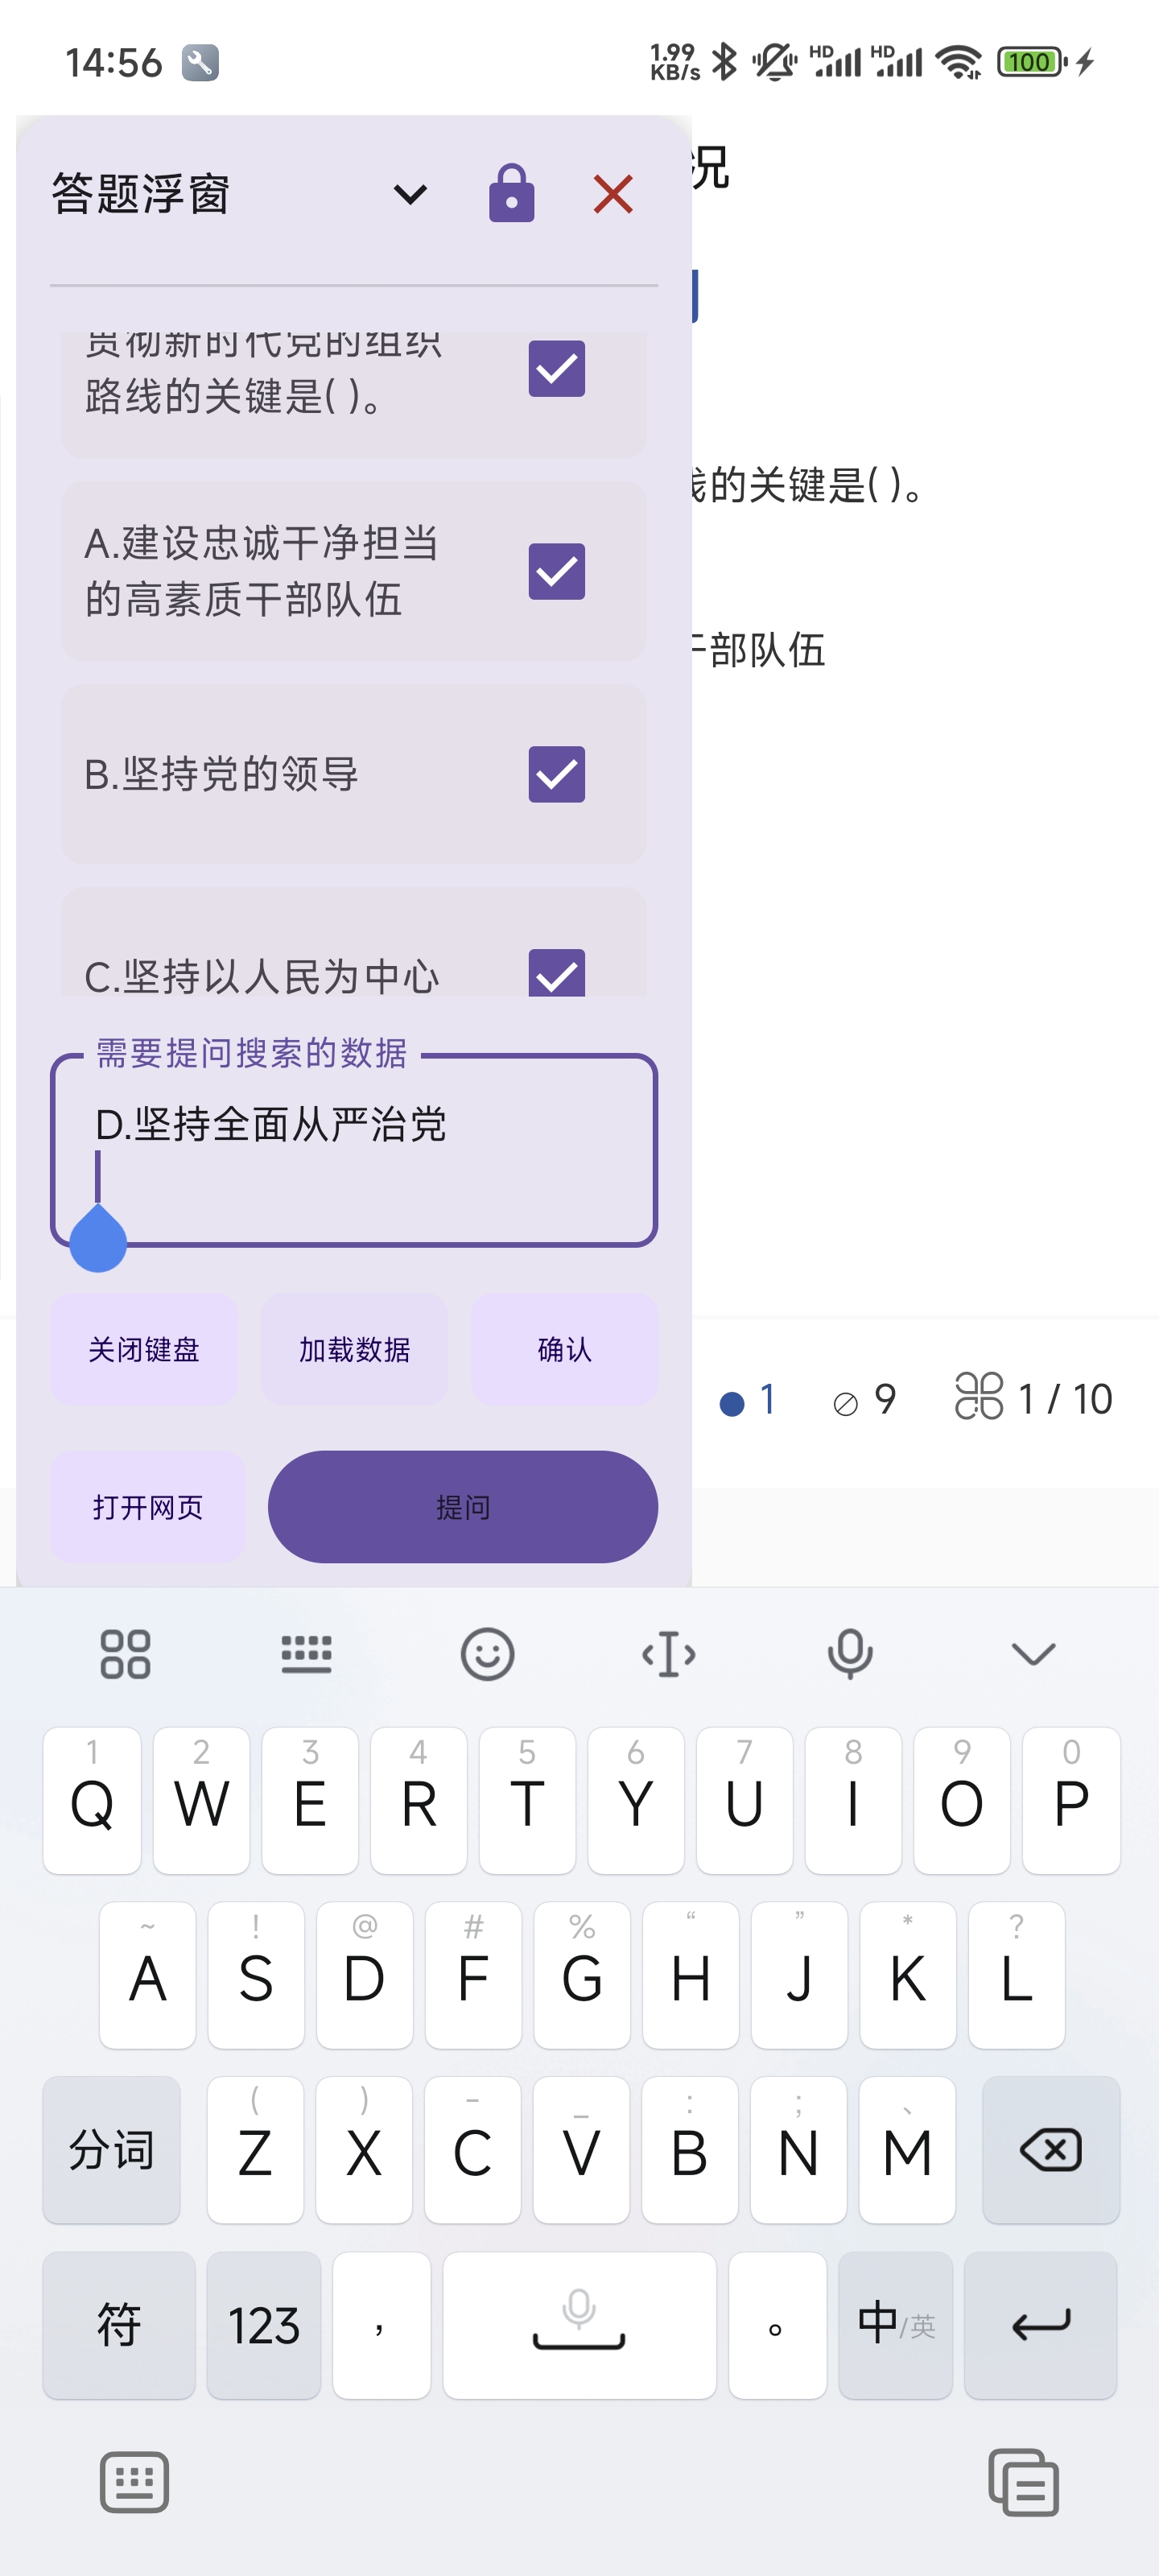 14:56
1.99
KB/s
HD
HD
100
况
答题浮窗
贯彻新时代党的组织
路线的关键是( )。
线的关键是( )。
A.建设忠诚干净担当
的高素质干部队伍
干部队伍
B.坚持党的领导
C.坚持以人民为中心
需要提问搜索的数据
D.坚持全面从严治党
关闭键盘 加载数据 确认
1 9 1 / 10
打开网页 提问
1 2 3 4 5 6 7 8 9 0
Q W E R T Y U I O P
~ ! @ # % “ ” * ?
A S D F G H J K L
( ) - _ : ; 、
分词 Z X C V B N M
符 123 , 。 中/英